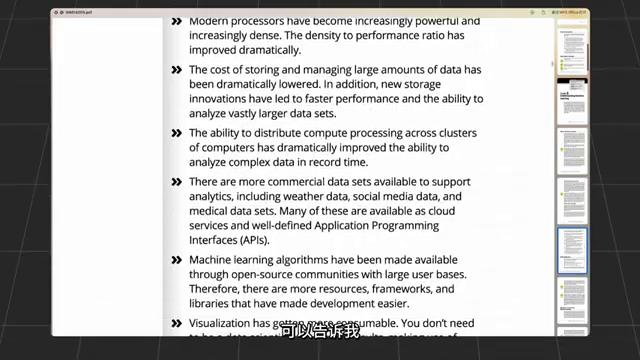 Modern processors have become increasingly powerful and
increasingly dense. The density to performance ratio has
improved dramatically.
The cost of storing and managing large amounts of data has
been dramatically lowered. In addition, new storage
innovations have led to faster performance and the ability to
analyze vastly larger data sets.
The ability to distribute compute processing across clusters
of computers has dramatically improved the ability to
analyze complex data in record time.
There are more commercial data sets available to support
analytics, including weather data, social media data, and
medical data sets. Many of these are available as cloud
services and well-defined Application Programming
Interfaces (APIs).
Machine learning algorithms have been made available
through open-source communities with large user bases.
Therefore, there are more resources, frameworks, and
libraries that have made development easier.
Visualization has gotten more consumable. You don't need
可以告诉我